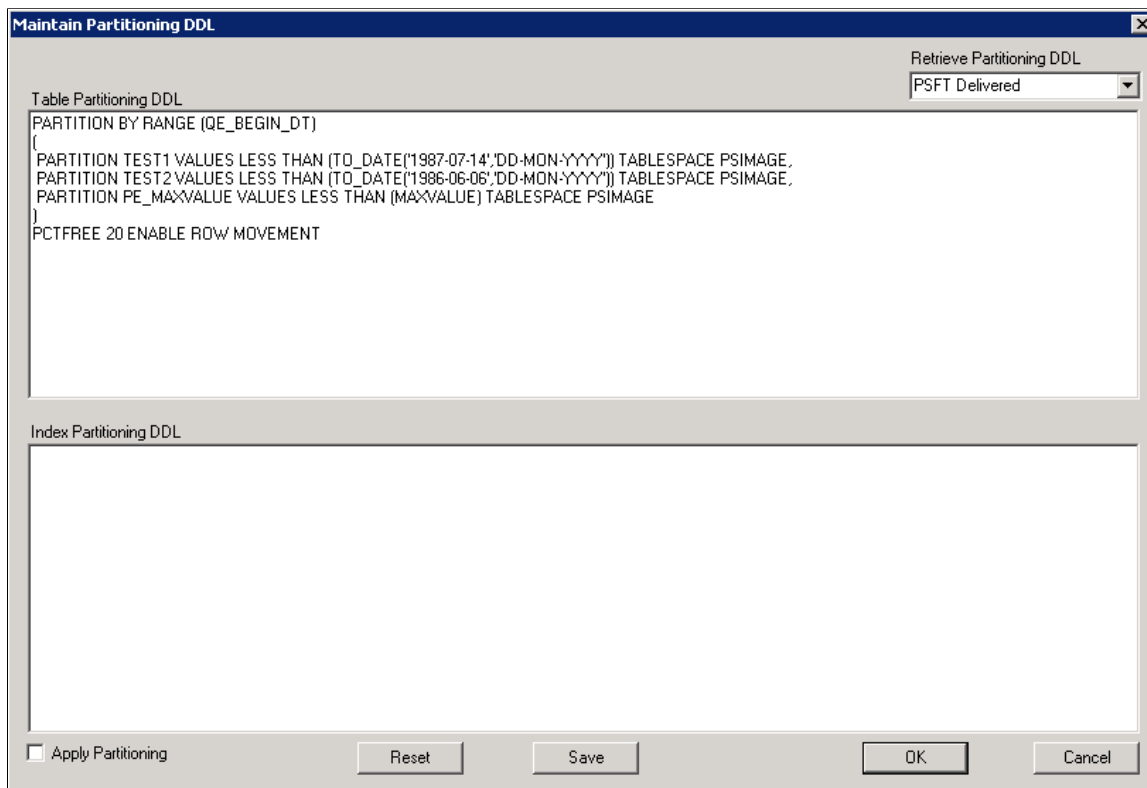 Maintain Partitioning DDL
Retrieve Partitioning DDL
PSFT Delivered
Table Partitioning DDL
PARTITION BY RANGE (QE_BEGIN_DT)
(
PARTITION TEST1 VALUES LESS THAN (TO_DATE('1987-07-14','DD-MON-YYYY')) TABLESPACE PSIMAGE,
PARTITION TEST2 VALUES LESS THAN (TO_DATE('1986-06-06','DD-MON-YYYY')) TABLESPACE PSIMAGE,
PARTITION PE_MAXVALUE VALUES LESS THAN (MAXVALUE) TABLESPACE PSIMAGE
)
PCTFREE 20 ENABLE ROW MOVEMENT
Index Partitioning DDL
Apply Partitioning
Reset
Save
OK
Cancel